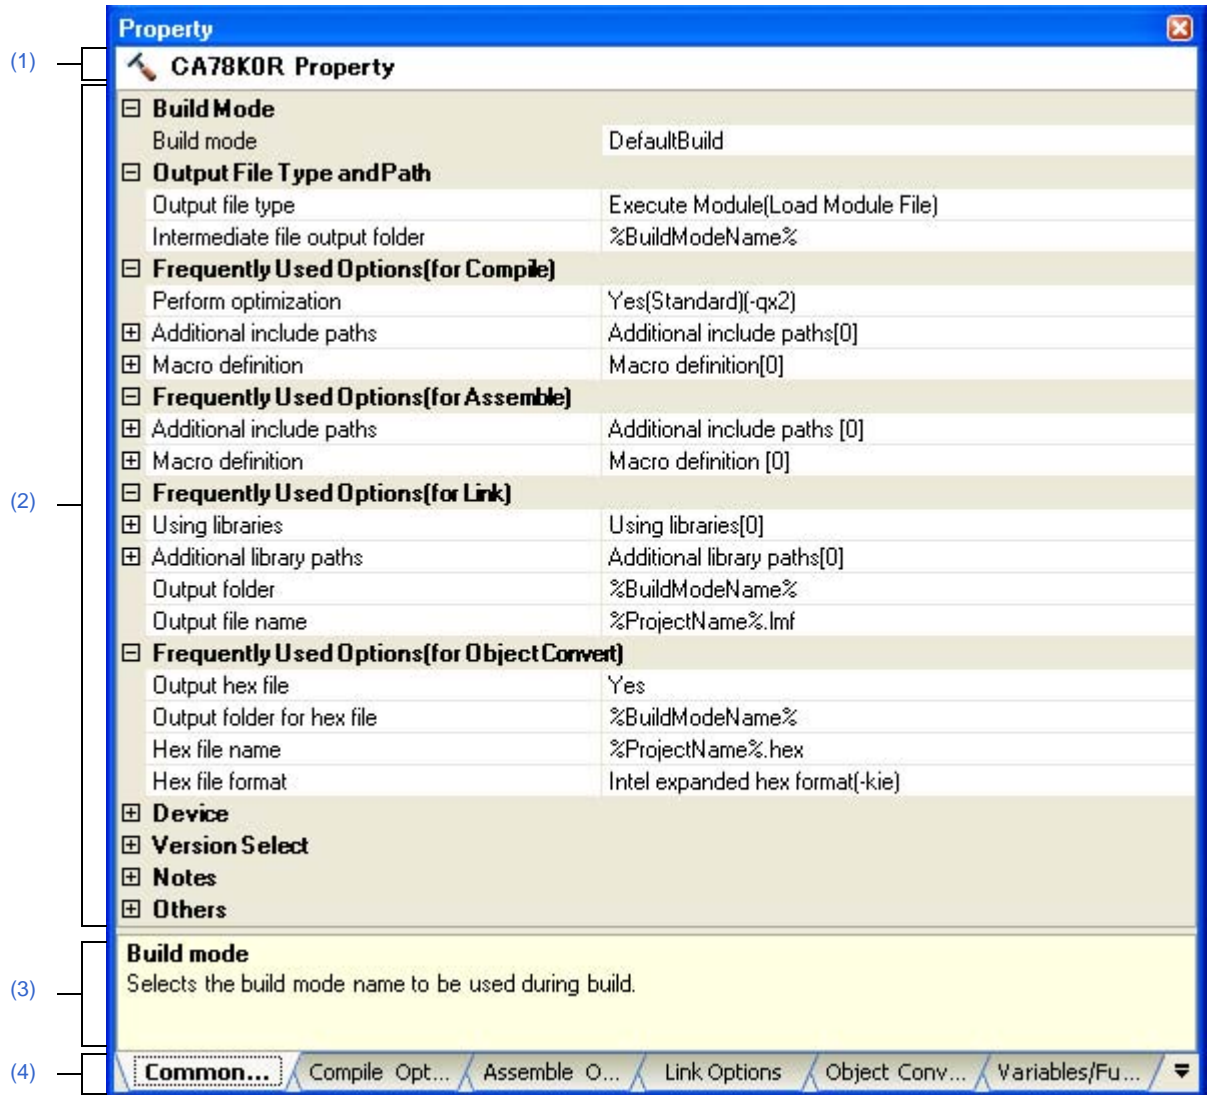 Property
(1)
CA78K0R Property
Build Mode
Build mode DefaultBuild
Output File Type and Path
Output file type Execute Module(Load Module File)
Intermediate file output folder %BuildModeName%
Frequently Used Options(for Compile)
Perform optimization Yes(Standard)(-qx2)
Additional include paths Additional include paths[0]
Macro definition Macro definition[0]
Frequently Used Options(for Assemble)
Additional include paths Additional include paths [0]
Macro definition Macro definition [0]
(2)
Frequently Used Options(for Link)
Using libraries Using libraries[0]
Additional library paths Additional library paths[0]
Output folder %BuildModeName%
Output file name %ProjectName%.lmf
Frequently Used Options(for Object Convert)
Output hex file Yes
Output folder for hex file %BuildModeName%
Hex file name %ProjectName%.hex
Hex file format Intel expanded hex format(-kie)
Device
Version Select
Notes
Others
(3)
Build mode
Selects the build mode name to be used during build.
(4)
Common... Compile Opt... Assemble O... Link Options Object Conv... Variables/Fu...